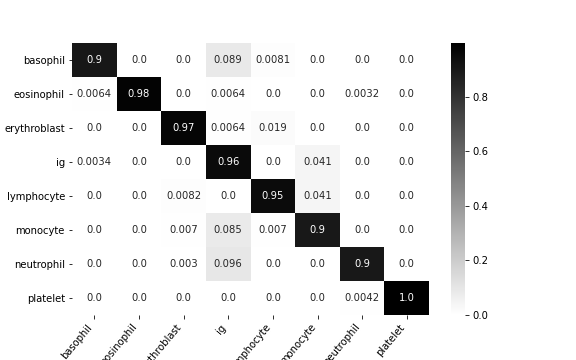 basophil 0.9 0.0 0.0 0.089 0.0081 0.0 0.0 0.0
eosinophil 0.0064 0.98 0.0 0.0064 0.0 0.0 0.0032 0.0
erythroblast 0.0 0.0 0.97 0.0064 0.019 0.0 0.0 0.0
ig 0.0034 0.0 0.0 0.96 0.0 0.041 0.0 0.0
lymphocyte 0.0 0.0 0.0082 0.0 0.95 0.041 0.0 0.0
monocyte 0.0 0.0 0.007 0.085 0.007 0.9 0.0 0.0
neutrophil 0.0 0.0 0.003 0.096 0.0 0.0 0.9 0.0
platelet 0.0 0.0 0.0 0.0 0.0 0.0 0.0042 1.0
basophil osinophil throblast ig nphocyte monocyte eutrophil platelet
0.8
0.6
0.4
0.2
0.0